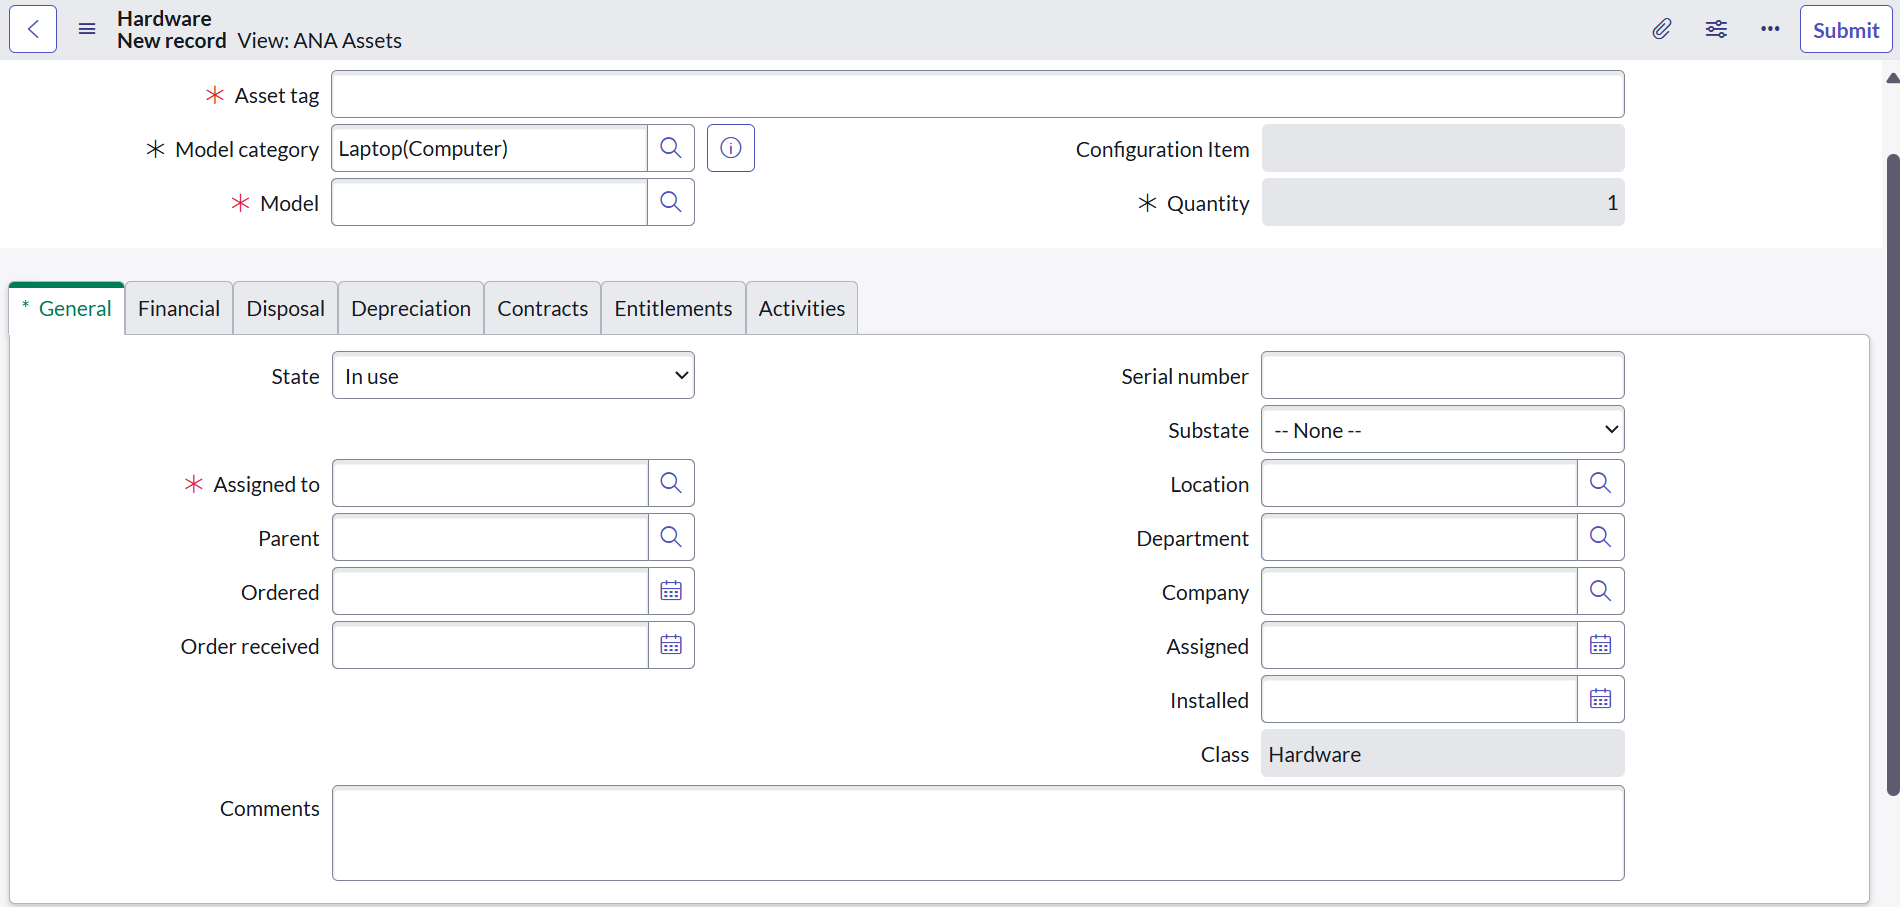 Hardware
New record View: ANA Assets
Submit
* Asset tag
* Model category Laptop(Computer)
Configuration Item
* Model
* Quantity 1
* General Financial Disposal Depreciation Contracts Entitlements Activities
State In use
Serial number
Substate -- None --
* Assigned to
Location
Parent
Department
Ordered
Company
Order received
Assigned
Installed
Class Hardware
Comments